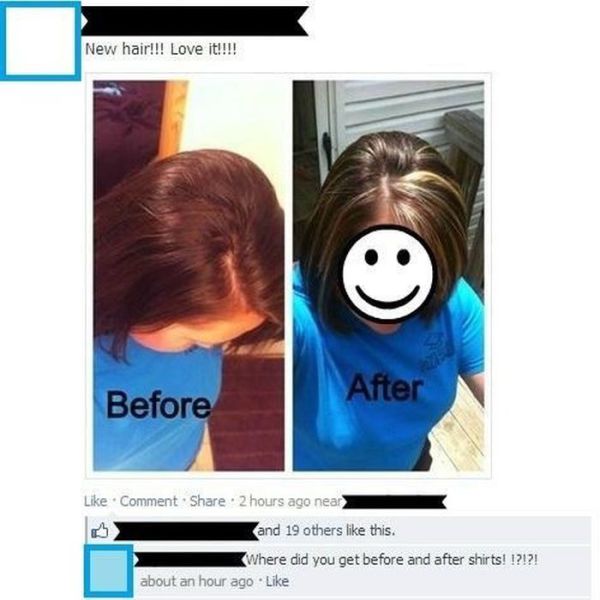 New hair!!! Love it!!!!
Before
After
Like · Comment · Share · 2 hours ago near
and 19 others like this.
Where did you get before and after shirts! !?!?!
about an hour ago · Like